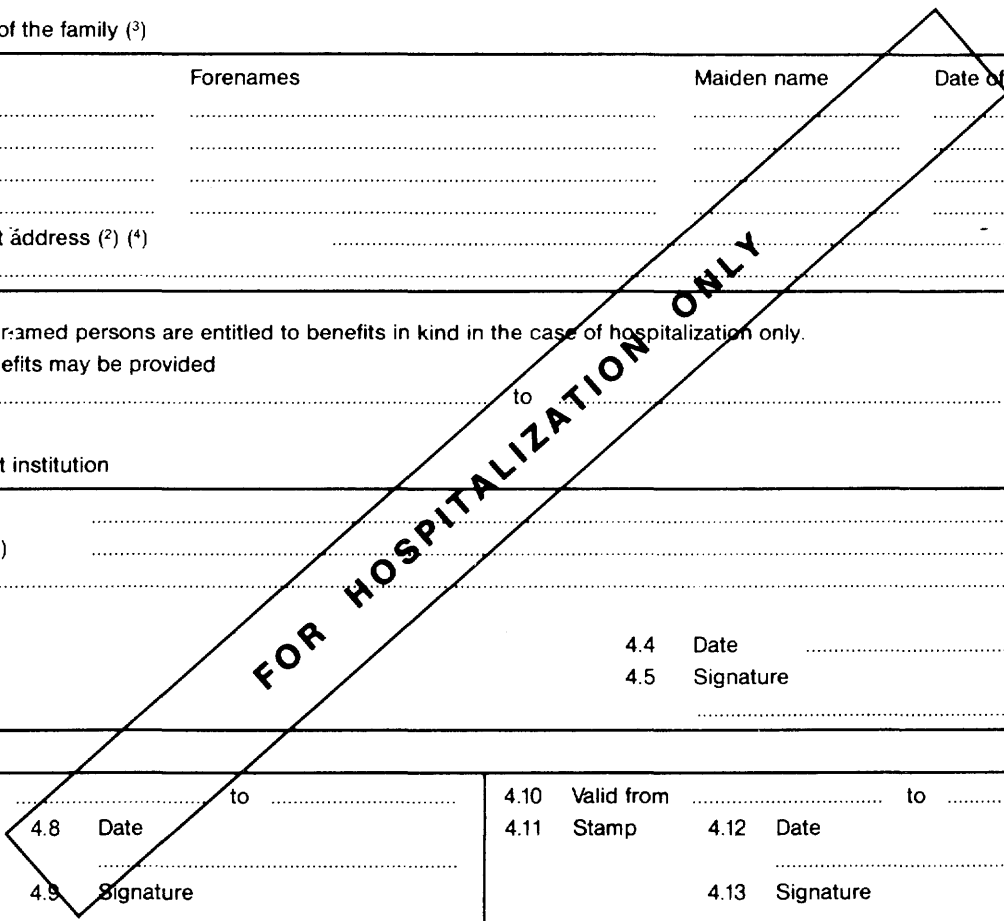 of the family (³)
Forenames Maiden name Date of
t address (²) (⁴)
named persons are entitled to benefits in kind in the case of hospitalization only.
efits may be provided
to
t institution
)
4.4 Date
4.5 Signature
FOR HOSPITALIZATION ONLY
to
4.8 Date
4.9 Signature
4.10 Valid from to
4.11 Stamp 4.12 Date
4.13 Signature